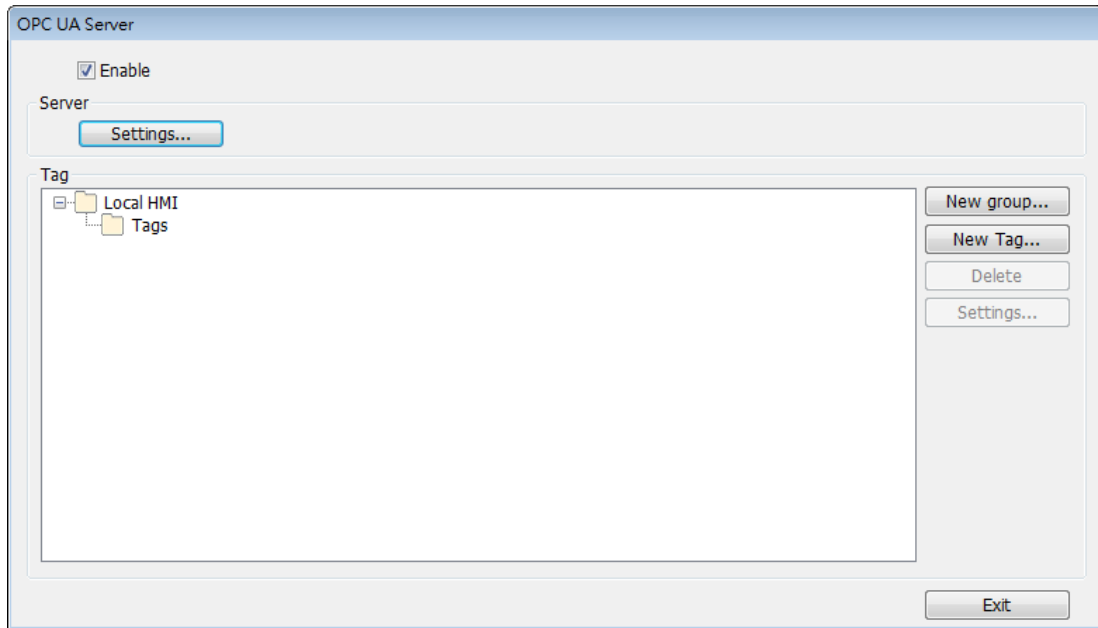 OPC UA Server
Enable
Server
Settings...
Tag
Local HMI
Tags
New group...
New Tag...
Delete
Settings...
Exit